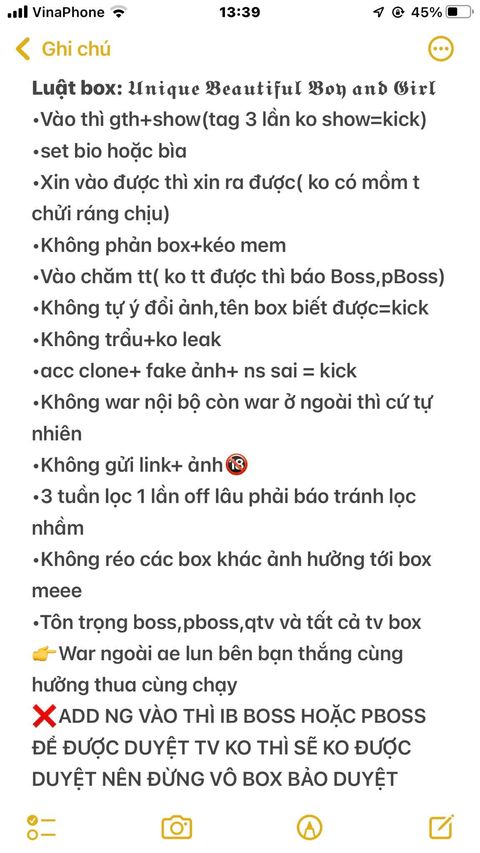 VinaPhone 13:39 45%
Ghi chú
Luật box: 𝖀𝖓𝖎𝖖𝖚𝖊 𝕭𝖊𝖆𝖚𝖙𝖎𝖋𝖚𝖑 𝕭𝖔𝖞 𝖆𝖓𝖉 𝕲𝖎𝖗𝖑
•Vào thì gth+show(tag 3 lần ko show=kick)
•set bio hoặc bìa
•Xin vào được thì xin ra được( ko có mồm t
chửi ráng chịu)
•Không phản box+kéo mem
•Vào chăm tt( ko tt được thì báo Boss,pBoss)
•Không tự ý đổi ảnh,tên box biết được=kick
•Không trẩu+ko leak
•acc clone+ fake ảnh+ ns sai = kick
•Không war nội bộ còn war ở ngoài thì cứ tự
nhiên
•Không gửi link+ ảnh🔞
•3 tuần lọc 1 lần off lâu phải báo tránh lọc
nhầm
•Không réo các box khác ảnh hưởng tới box
meee
•Tôn trọng boss,pboss,qtv và tất cả tv box
👉War ngoài ae lun bên bạn thắng cùng
hưởng thua cùng chạy
❌ADD NG VÀO THÌ IB BOSS HOẶC PBOSS
ĐỂ ĐƯỢC DUYỆT TV KO THÌ SẼ KO ĐƯỢC
DUYỆT NÊN ĐỪNG VÔ BOX BẢO DUYỆT